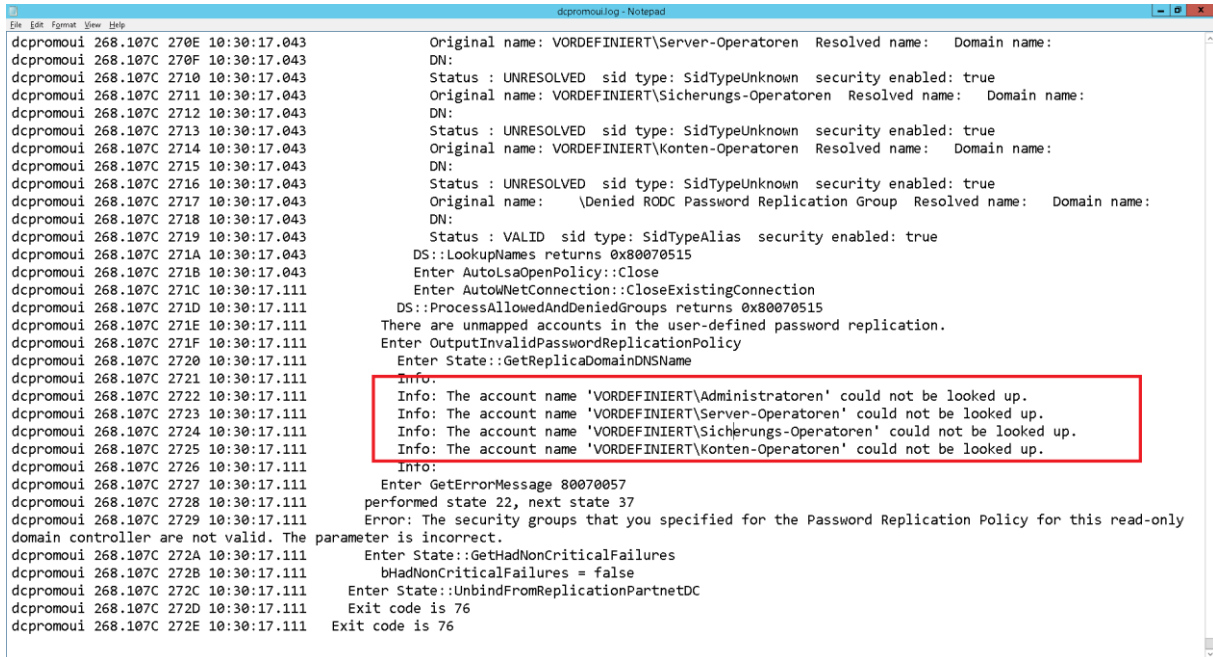 dcpromoui.log - Notepad
File Edit Format View Help
dcpromoui 268.107C 270E 10:30:17.043 Original name: VORDEFINIERT\Server-Operatoren Resolved name: Domain name:
dcpromoui 268.107C 270F 10:30:17.043 DN:
dcpromoui 268.107C 2710 10:30:17.043 Status : UNRESOLVED sid type: SidTypeUnknown security enabled: true
dcpromoui 268.107C 2711 10:30:17.043 Original name: VORDEFINIERT\Sicherungs-Operatoren Resolved name: Domain name:
dcpromoui 268.107C 2712 10:30:17.043 DN:
dcpromoui 268.107C 2713 10:30:17.043 Status : UNRESOLVED sid type: SidTypeUnknown security enabled: true
dcpromoui 268.107C 2714 10:30:17.043 Original name: VORDEFINIERT\Konten-Operatoren Resolved name: Domain name:
dcpromoui 268.107C 2715 10:30:17.043 DN:
dcpromoui 268.107C 2716 10:30:17.043 Status : UNRESOLVED sid type: SidTypeUnknown security enabled: true
dcpromoui 268.107C 2717 10:30:17.043 Original name: \Denied RODC Password Replication Group Resolved name: Domain name:
dcpromoui 268.107C 2718 10:30:17.043 DN:
dcpromoui 268.107C 2719 10:30:17.043 Status : VALID sid type: SidTypeAlias security enabled: true
dcpromoui 268.107C 271A 10:30:17.043 DS::LookupNames returns 0x80070515
dcpromoui 268.107C 271B 10:30:17.043 Enter AutoLsaOpenPolicy::Close
dcpromoui 268.107C 271C 10:30:17.111 Enter AutoWNetConnection::CloseExistingConnection
dcpromoui 268.107C 271D 10:30:17.111 DS::ProcessAllowedAndDeniedGroups returns 0x80070515
dcpromoui 268.107C 271E 10:30:17.111 There are unmapped accounts in the user-defined password replication.
dcpromoui 268.107C 271F 10:30:17.111 Enter OutputInvalidPasswordReplicationPolicy
dcpromoui 268.107C 2720 10:30:17.111 Enter State::GetReplicaDomainDNSName
dcpromoui 268.107C 2721 10:30:17.111 Info:
dcpromoui 268.107C 2722 10:30:17.111 Info: The account name 'VORDEFINIERT\Administratoren' could not be looked up.
dcpromoui 268.107C 2723 10:30:17.111 Info: The account name 'VORDEFINIERT\Server-Operatoren' could not be looked up.
dcpromoui 268.107C 2724 10:30:17.111 Info: The account name 'VORDEFINIERT\Sicherungs-Operatoren' could not be looked up.
dcpromoui 268.107C 2725 10:30:17.111 Info: The account name 'VORDEFINIERT\Konten-Operatoren' could not be looked up.
dcpromoui 268.107C 2726 10:30:17.111 Info:
dcpromoui 268.107C 2727 10:30:17.111 Enter GetErrorMessage 80070057
dcpromoui 268.107C 2728 10:30:17.111 performed state 22, next state 37
dcpromoui 268.107C 2729 10:30:17.111 Error: The security groups that you specified for the Password Replication Policy for this read-only
domain controller are not valid. The parameter is incorrect.
dcpromoui 268.107C 272A 10:30:17.111 Enter State::GetHadNonCriticalFailures
dcpromoui 268.107C 272B 10:30:17.111 bHadNonCriticalFailures = false
dcpromoui 268.107C 272C 10:30:17.111 Enter State::UnbindFromReplicationPartnetDC
dcpromoui 268.107C 272D 10:30:17.111 Exit code is 76
dcpromoui 268.107C 272E 10:30:17.111 Exit code is 76